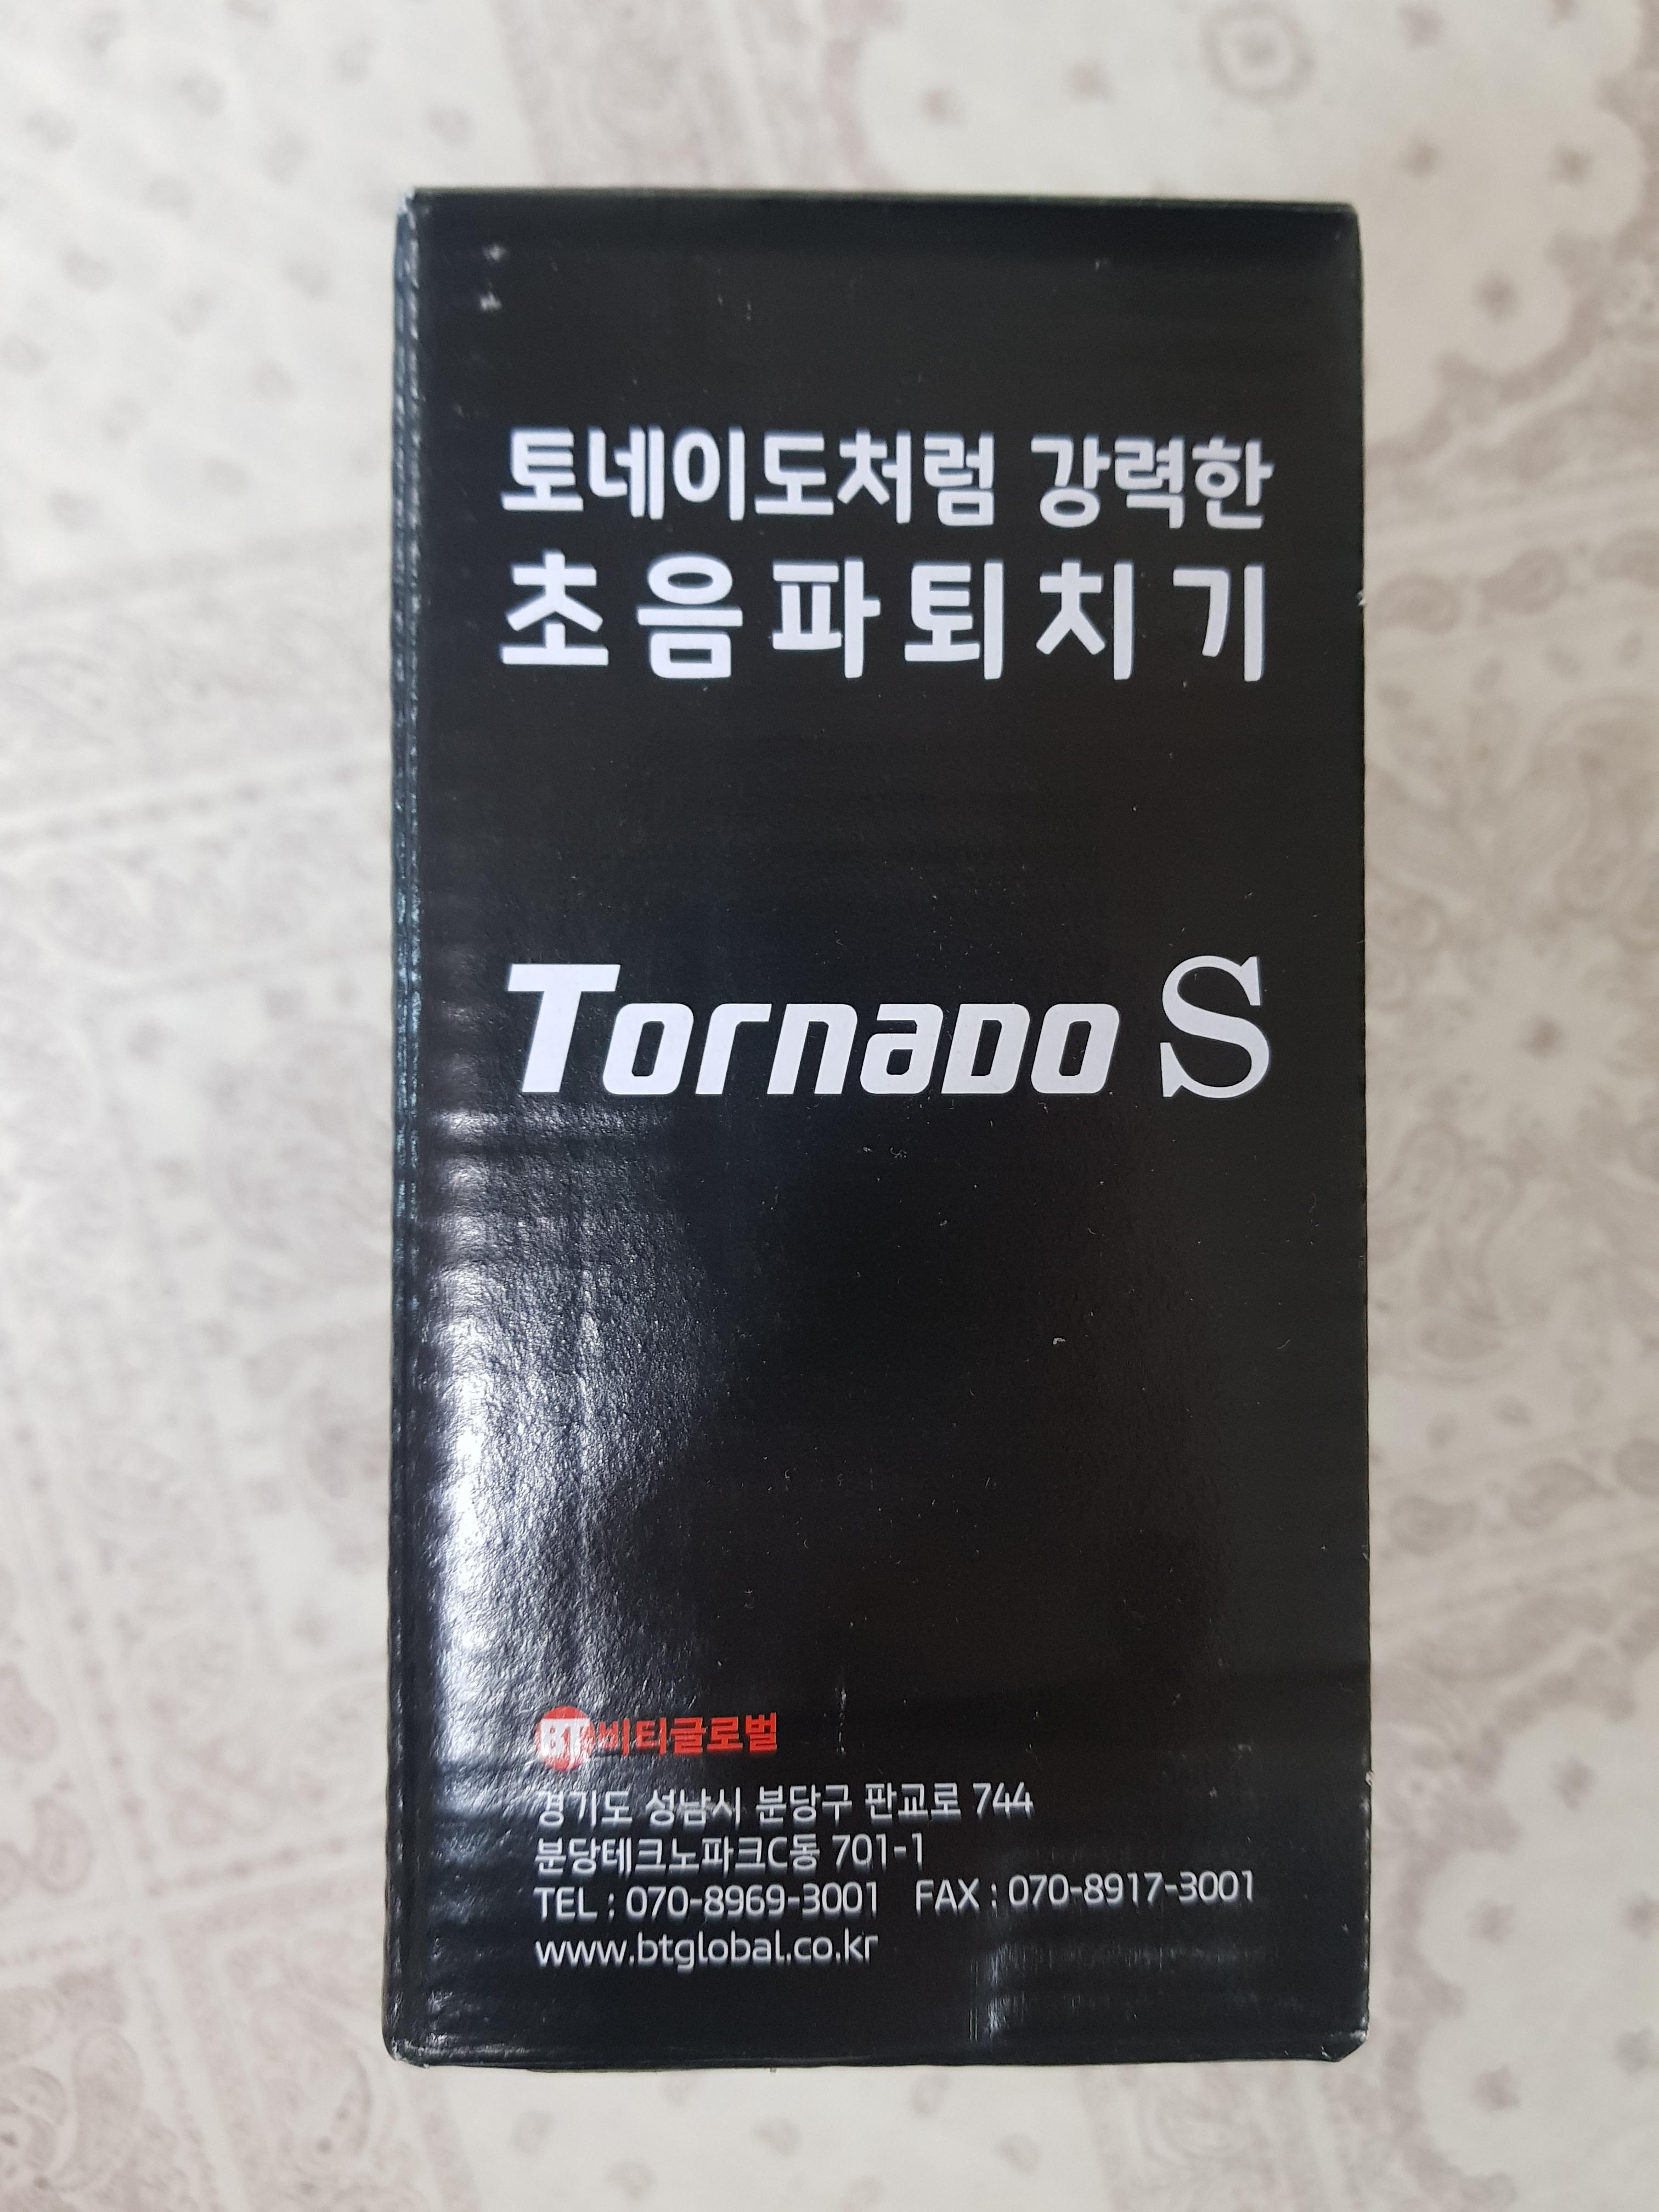 토네이도처럼 강력한
초음파퇴치기
Tornado S
BT 비티글로벌
경기도 성남시 분당구 판교로 744
분당테크노파크C동 701-1
TEL : 070-8969-3001 FAX : 070-8917-3001
www.btglobal.co.kr